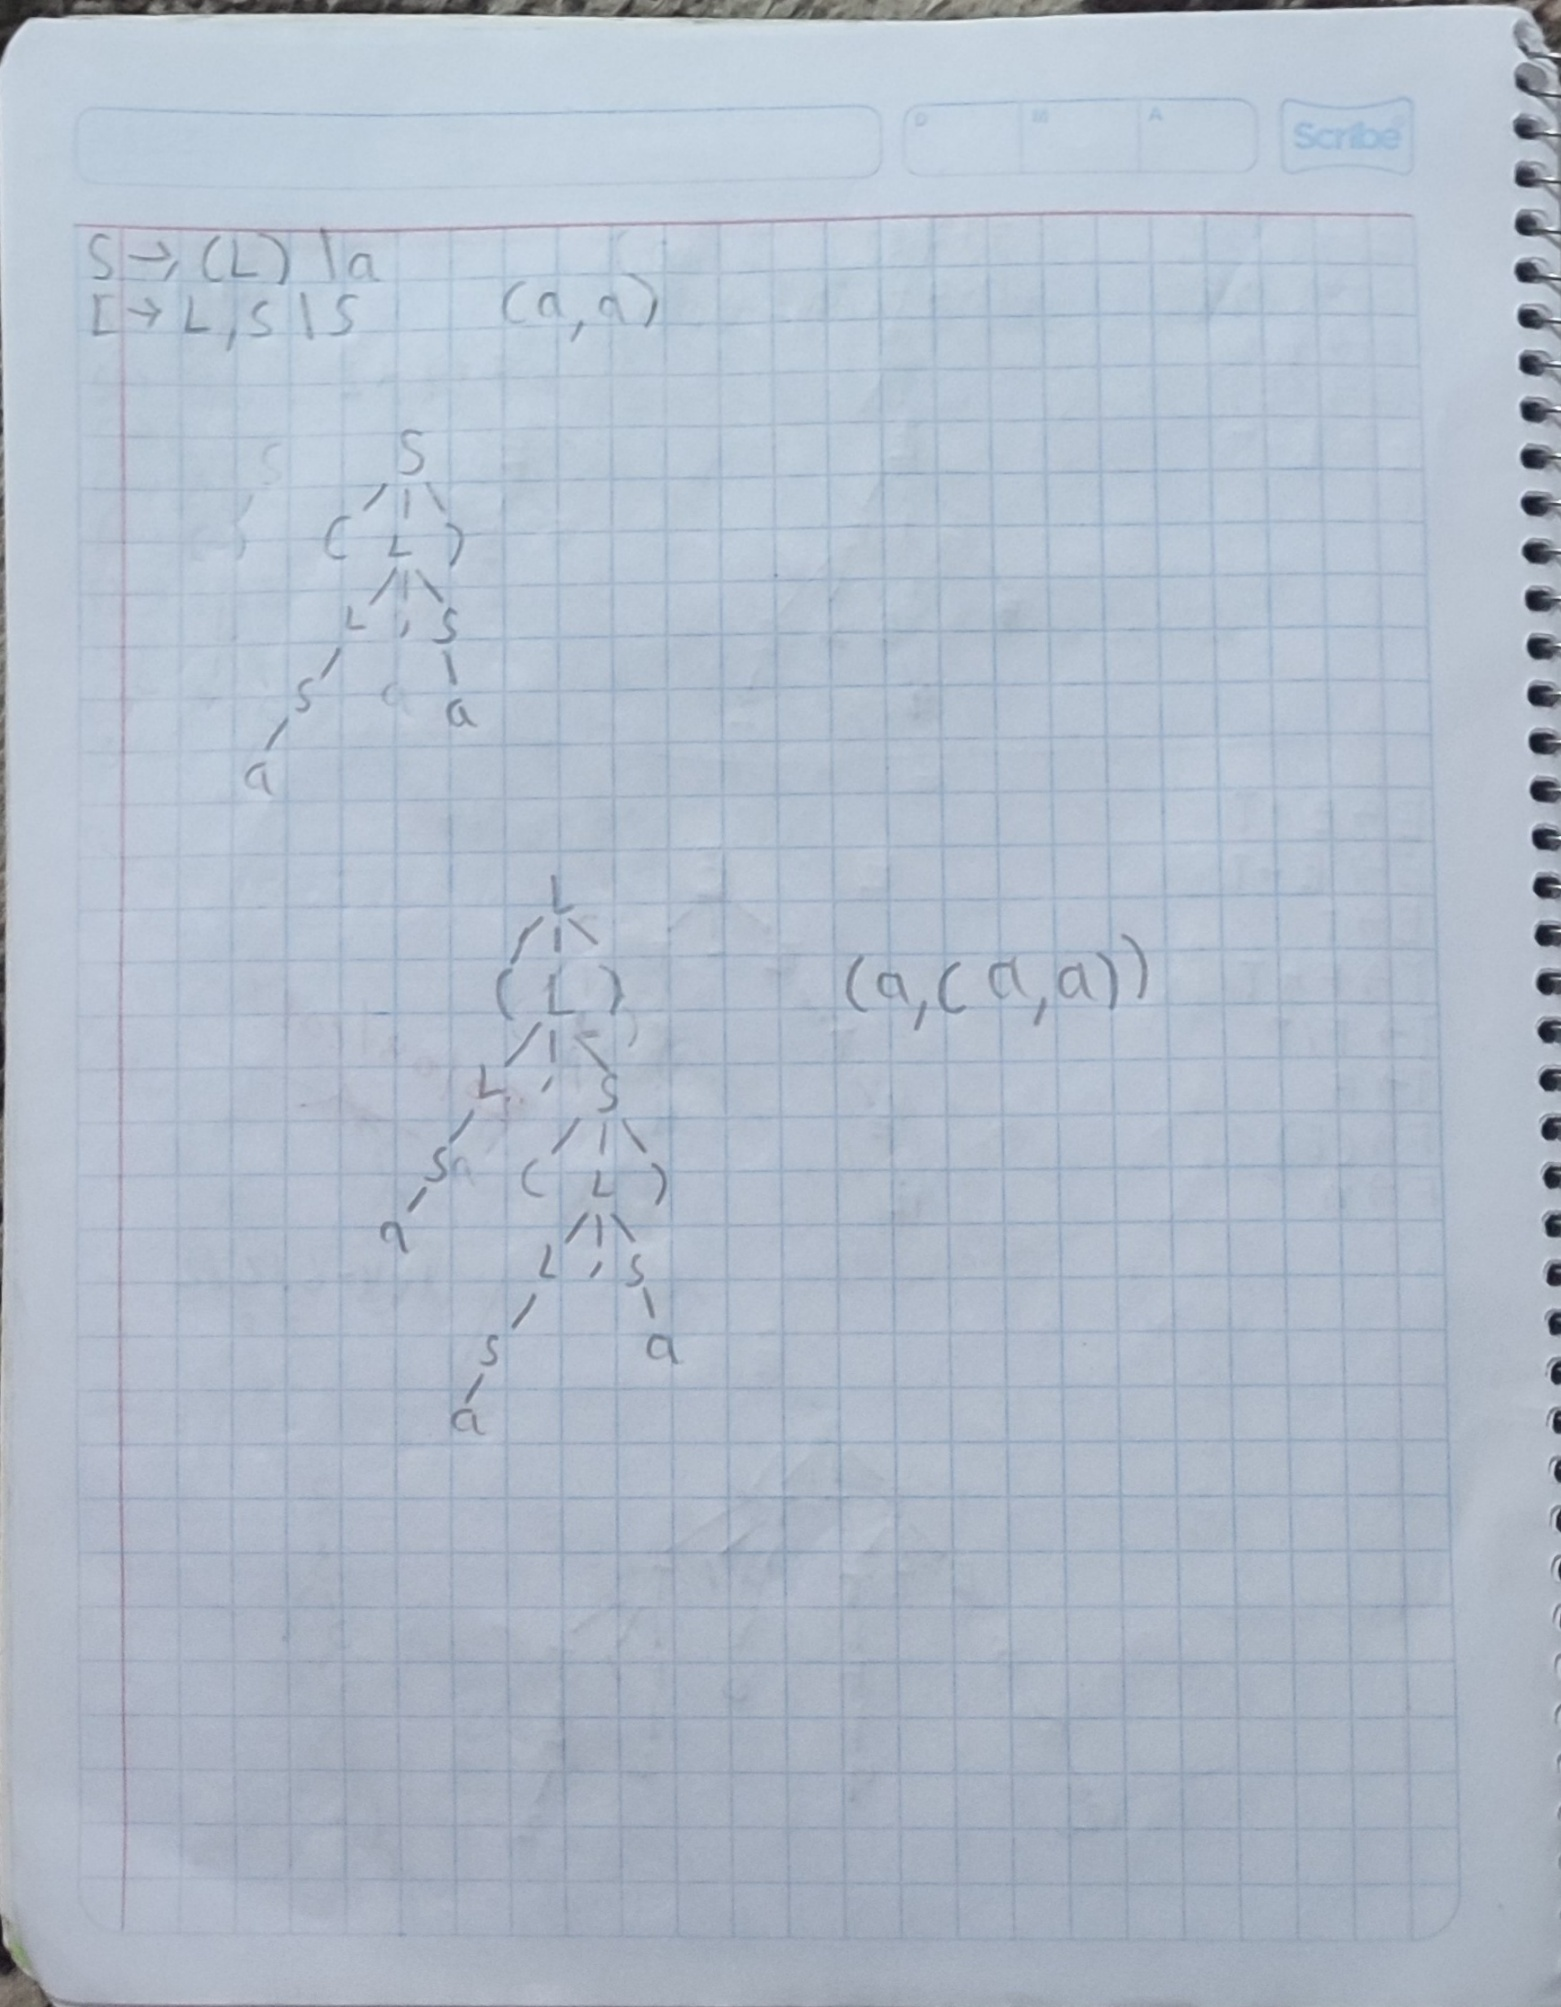 D M A Scribe
S → (L) | a
L → L, S | S (a, a)
S
( L )
L , S
S a
a
L
( L ) (a, (a, a))
L , S
S ( L )
a
L , S
S a
a